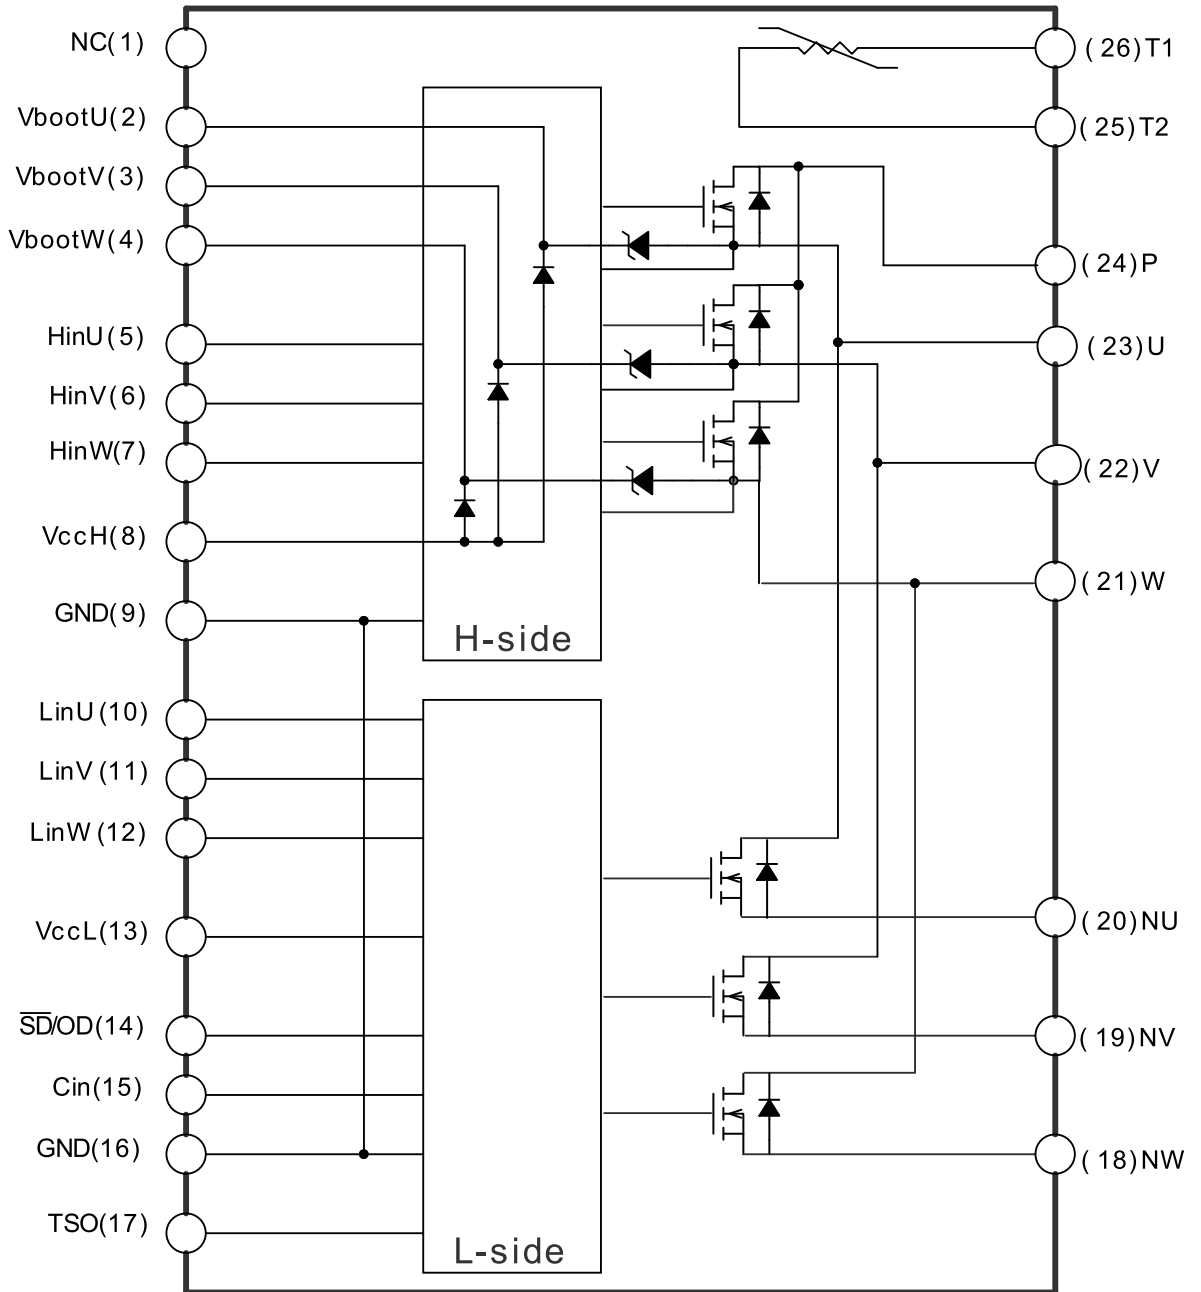 NC(1)
VbootU(2)
VbootV(3)
VbootW(4)
HinU(5)
HinV(6)
HinW(7)
VccH(8)
GND(9)
LinU(10)
LinV(11)
LinW(12)
VccL(13)
S̅D̅/OD(14)
Cin(15)
GND(16)
TSO(17)
H-side
L-side
(26)T1
(25)T2
(24)P
(23)U
(22)V
(21)W
(20)NU
(19)NV
(18)NW